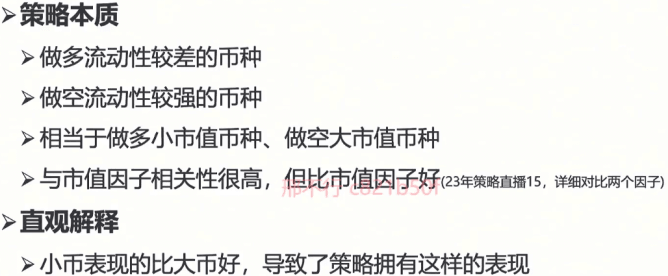 ➢策略本质
➢做多流动性较差的币种
➢做空流动性较强的币种
➢相当于做多小市值币种、做空大市值币种
➢与市值因子相关性很高，但比市值因子好(23年策略直播15，详细对比两个因子)
➢直观解释
➢小币表现的比大币好，导致了策略拥有这样的表现